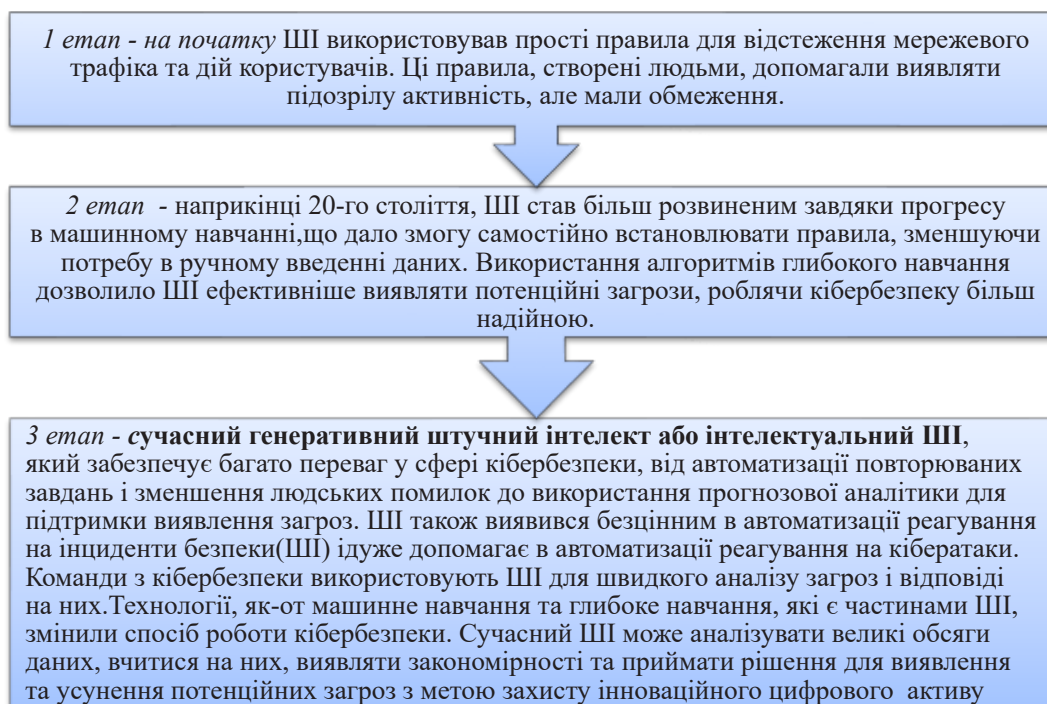 1 етап - на початку ШІ використовував прості правила для відстеження мережевого
трафіка та дій користувачів. Ці правила, створені людьми, допомагали виявляти
підозрілу активність, але мали обмеження.
2 етап - наприкінці 20-го століття, ШІ став більш розвиненим завдяки прогресу
в машинному навчанні,що дало змогу самостійно встановлювати правила, зменшуючи
потребу в ручному введенні даних. Використання алгоритмів глибокого навчання
дозволило ШІ ефективніше виявляти потенційні загрози, роблячи кібербезпеку більш
надійною.
3 етап - сучасний генеративний штучний інтелект або інтелектуальний ШІ,
який забезпечує багато переваг у сфері кібербезпеки, від автоматизації повторюваних
завдань і зменшення людських помилок до використання прогнозової аналітики для
підтримки виявлення загроз. ШІ також виявився безцінним в автоматизації реагування
на інциденти безпеки(ШІ) ідуже допомагає в автоматизації реагування на кібератаки.
Команди з кібербезпеки використовують ШІ для швидкого аналізу загроз і відповіді
на них.Технології, як-от машинне навчання та глибоке навчання, які є частинами ШІ,
змінили спосіб роботи кібербезпеки. Сучасний ШІ може аналізувати великі обсяги
даних, вчитися на них, виявляти закономірності та приймати рішення для виявлення
та усунення потенційних загроз з метою захисту інноваційного цифрового активу